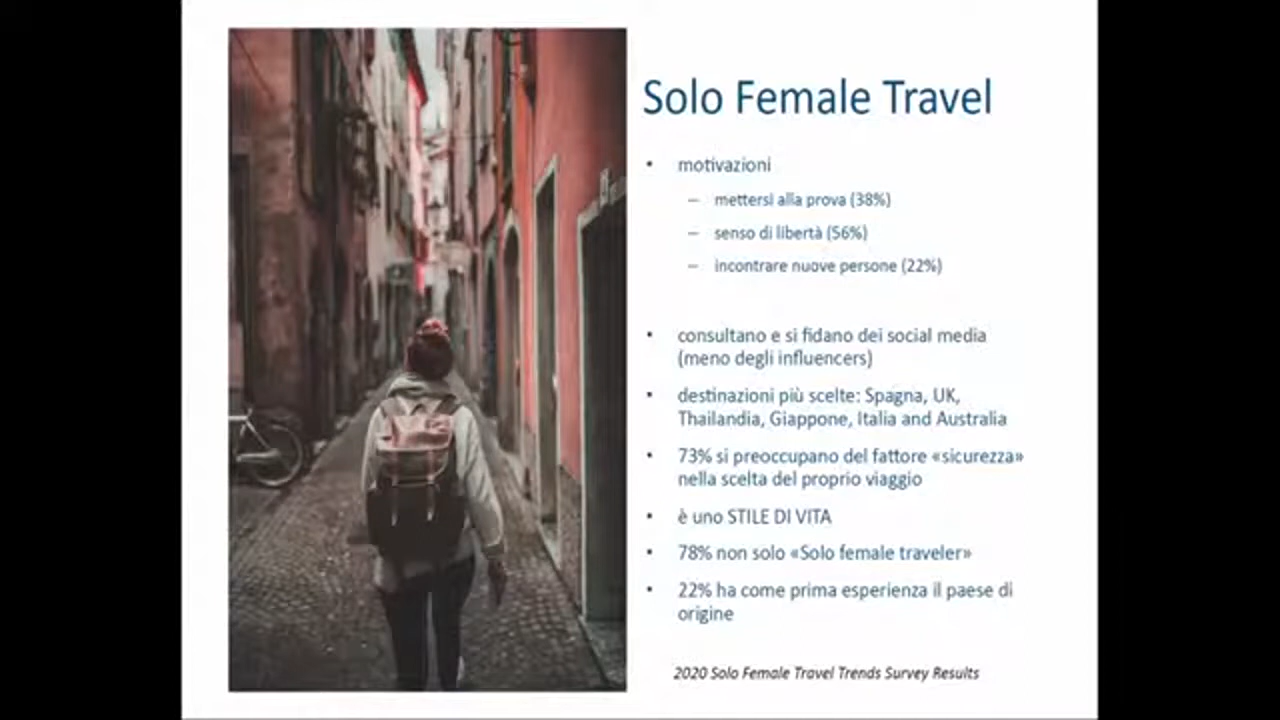 Solo Female Travel
• motivazioni
– mettersi alla prova (38%)
– senso di libertà (56%)
– incontrare nuove persone (22%)
• consultano e si fidano dei social media
(meno degli influencers)
• destinazioni più scelte: Spagna, UK,
Thailandia, Giappone, Italia and Australia
• 73% si preoccupano del fattore «sicurezza»
nella scelta del proprio viaggio
• è uno STILE DI VITA
• 78% non solo «Solo female traveler»
• 22% ha come prima esperienza il paese di
origine
2020 Solo Female Travel Trends Survey Results